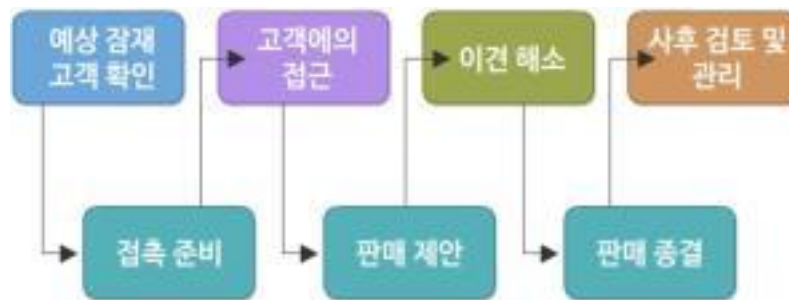 예상 잠재
고객 확인
고객에의
접근
이견 해소
사후 검토 및
관리
접촉 준비
판매 제안
판매 종결